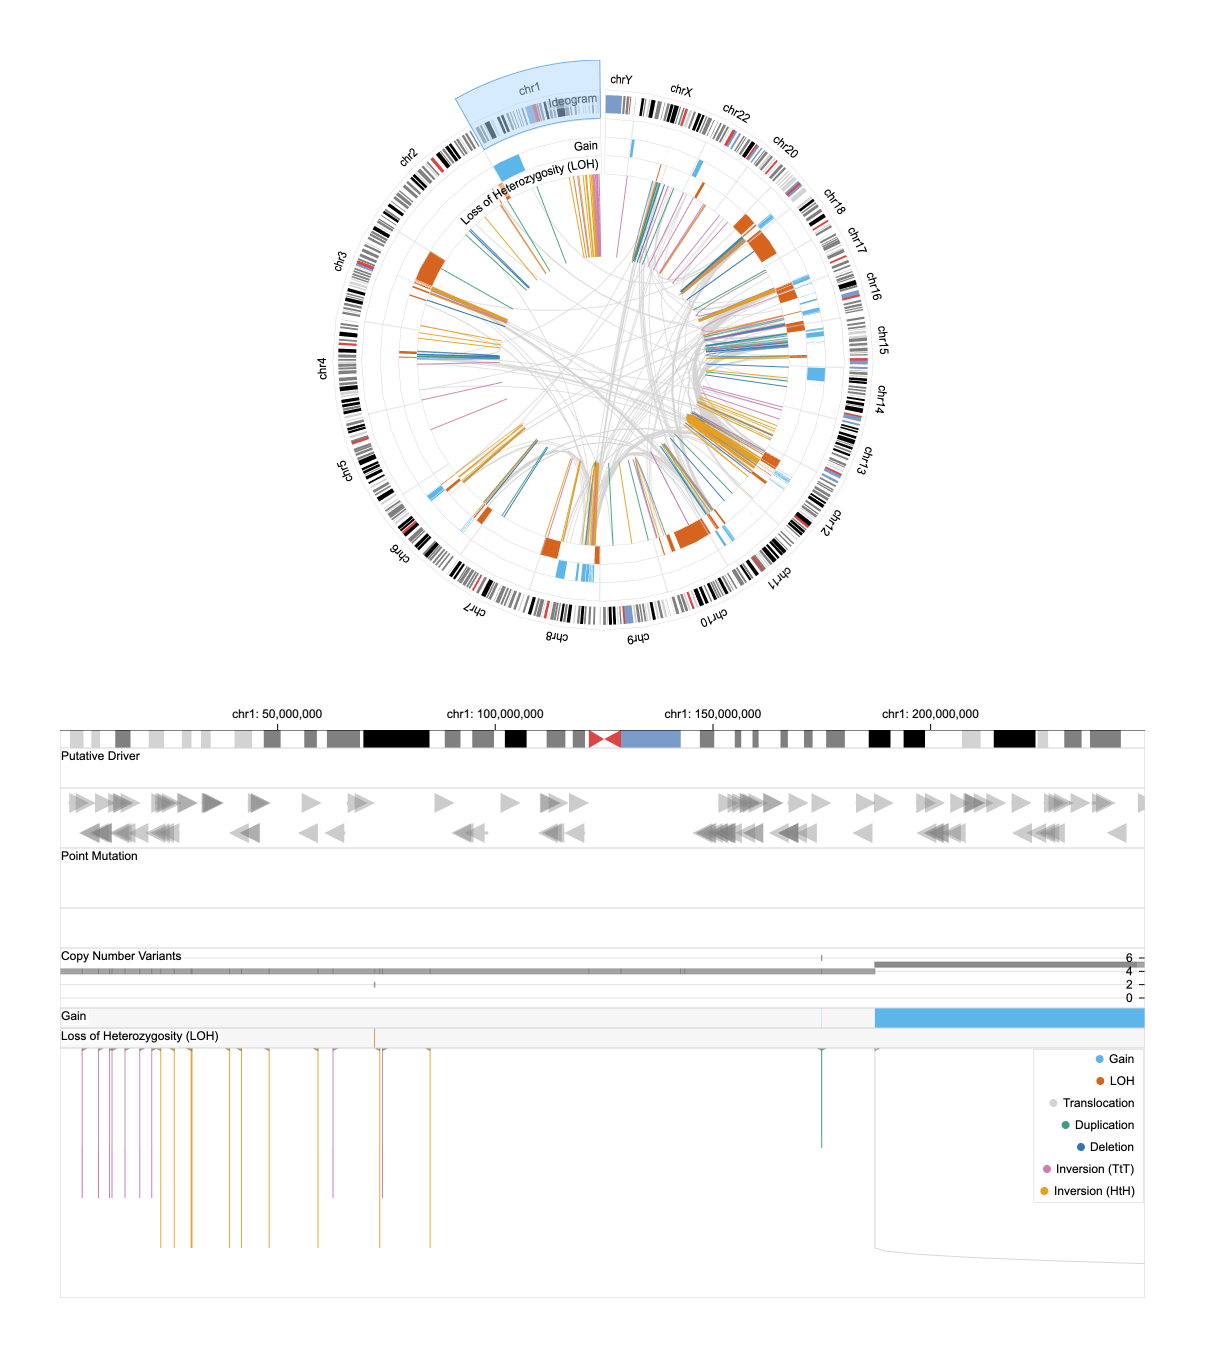 chr1
Ideogram
Gain
Loss of Heterozygosity (LOH)
chrY
chrX
chr22
chr20
chr18
chr17
chr16
chr15
chr14
chr13
chr12
chr11
chr10
chr9
chr8
chr7
chr6
chr5
chr4
chr3
chr2
chr1: 50,000,000 chr1: 100,000,000 chr1: 150,000,000 chr1: 200,000,000
Putative Driver
Point Mutation
Copy Number Variants
6
4
2
0
Gain
Loss of Heterozygosity (LOH)
Gain
LOH
Translocation
Duplication
Deletion
Inversion (TtT)
Inversion (HtH)